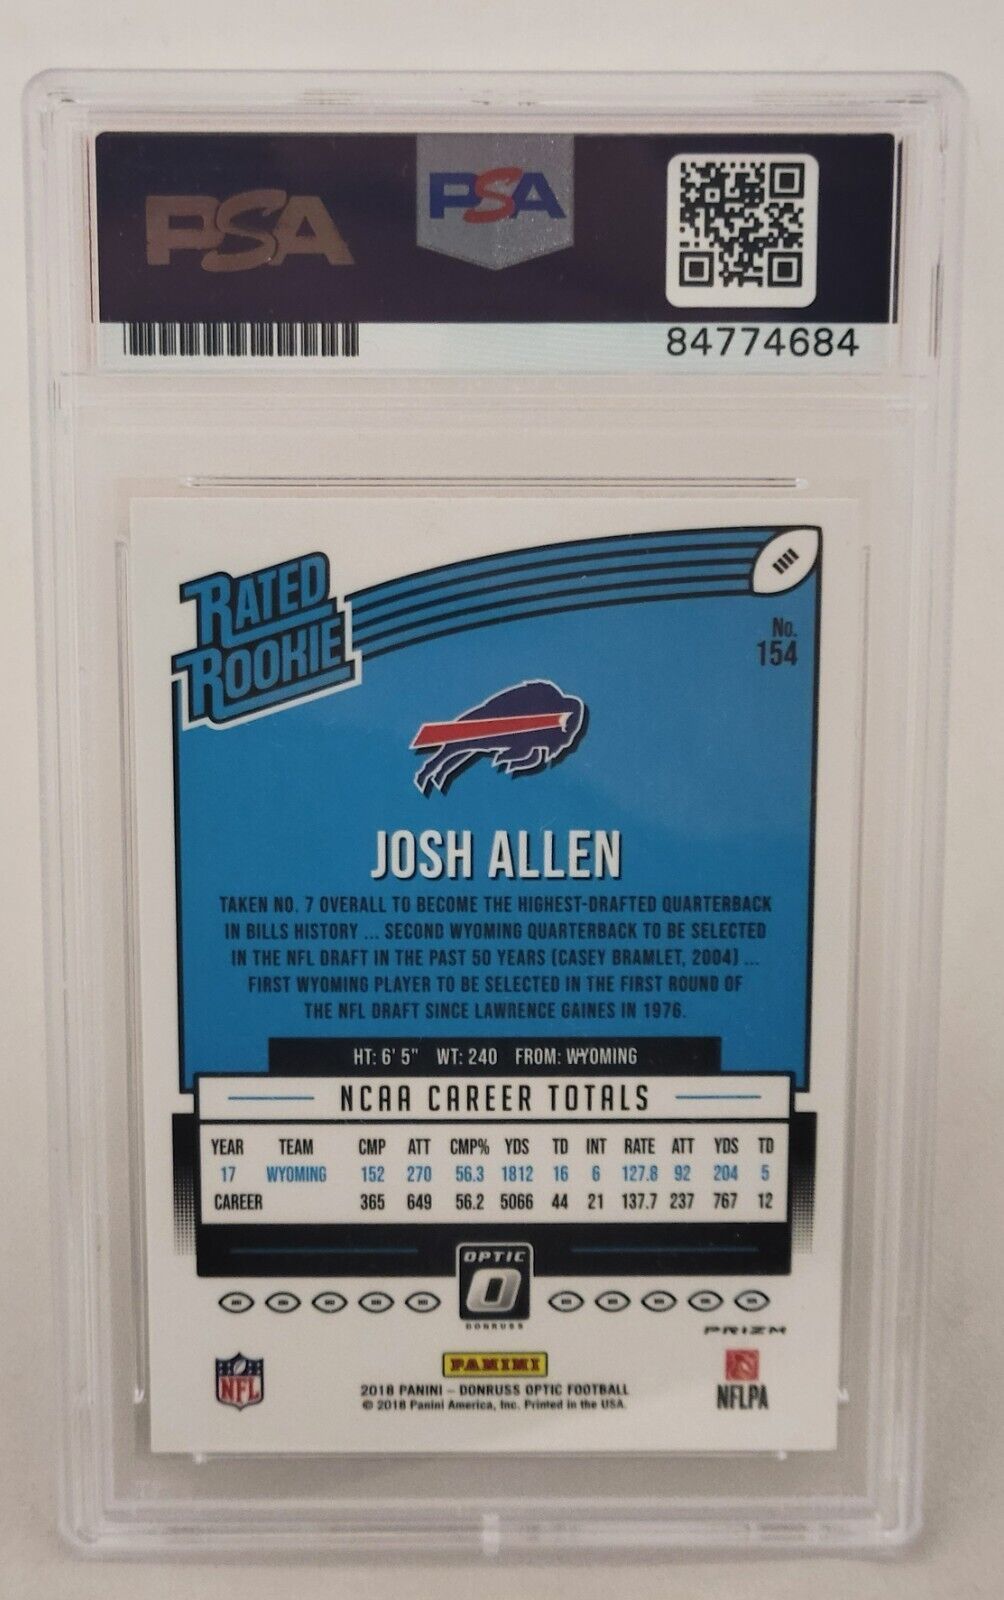 PSA
PSA
84774684
RATED
ROOKIE
No.
154
JOSH ALLEN
TAKEN NO. 7 OVERALL TO BECOME THE HIGHEST-DRAFTED QUARTERBACK
IN BILLS HISTORY ... SECOND WYOMING QUARTERBACK TO BE SELECTED
IN THE NFL DRAFT IN THE PAST 50 YEARS (CASEY BRAMLET, 2004) ...
FIRST WYOMING PLAYER TO BE SELECTED IN THE FIRST ROUND OF
THE NFL DRAFT SINCE LAWRENCE GAINES IN 1976.
HT: 6' 5" WT: 240 FROM: WYOMING
NCAA CAREER TOTALS
YEAR TEAM CMP ATT CMP% YDS TD INT RATE ATT YDS TD
17 WYOMING 152 270 56.3 1812 16 6 127.8 92 204 5
CAREER 365 649 56.2 5066 44 21 137.7 237 767 12
OPTIC
O
DONRUSS
PRIZM
NFL
PANINI
NFLPA
2018 PANINI – DONRUSS OPTIC FOOTBALL
© 2018 Panini America, Inc. Printed in the USA.